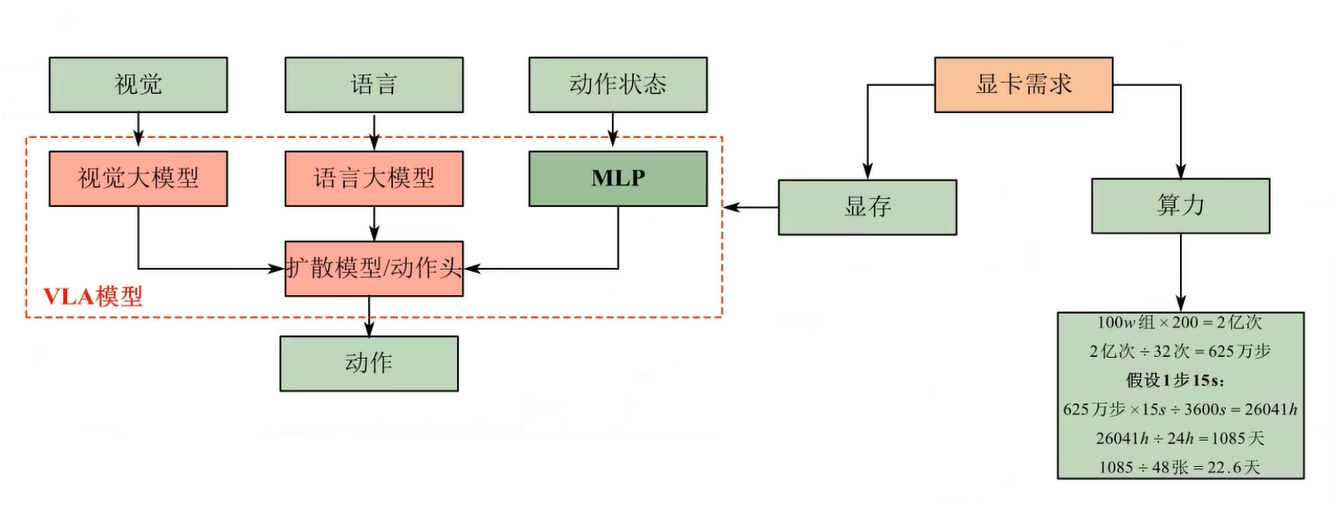 视觉
语言
动作状态
显卡需求
视觉大模型
语言大模型
MLP
显存
算力
扩散模型/动作头
VLA模型
动作
100w组×200=2亿次
2亿次÷32次=625万步
假设1步15s：
625万步×15s÷3600s=26041h
26041h÷24h=1085天
1085÷48张=22.6天